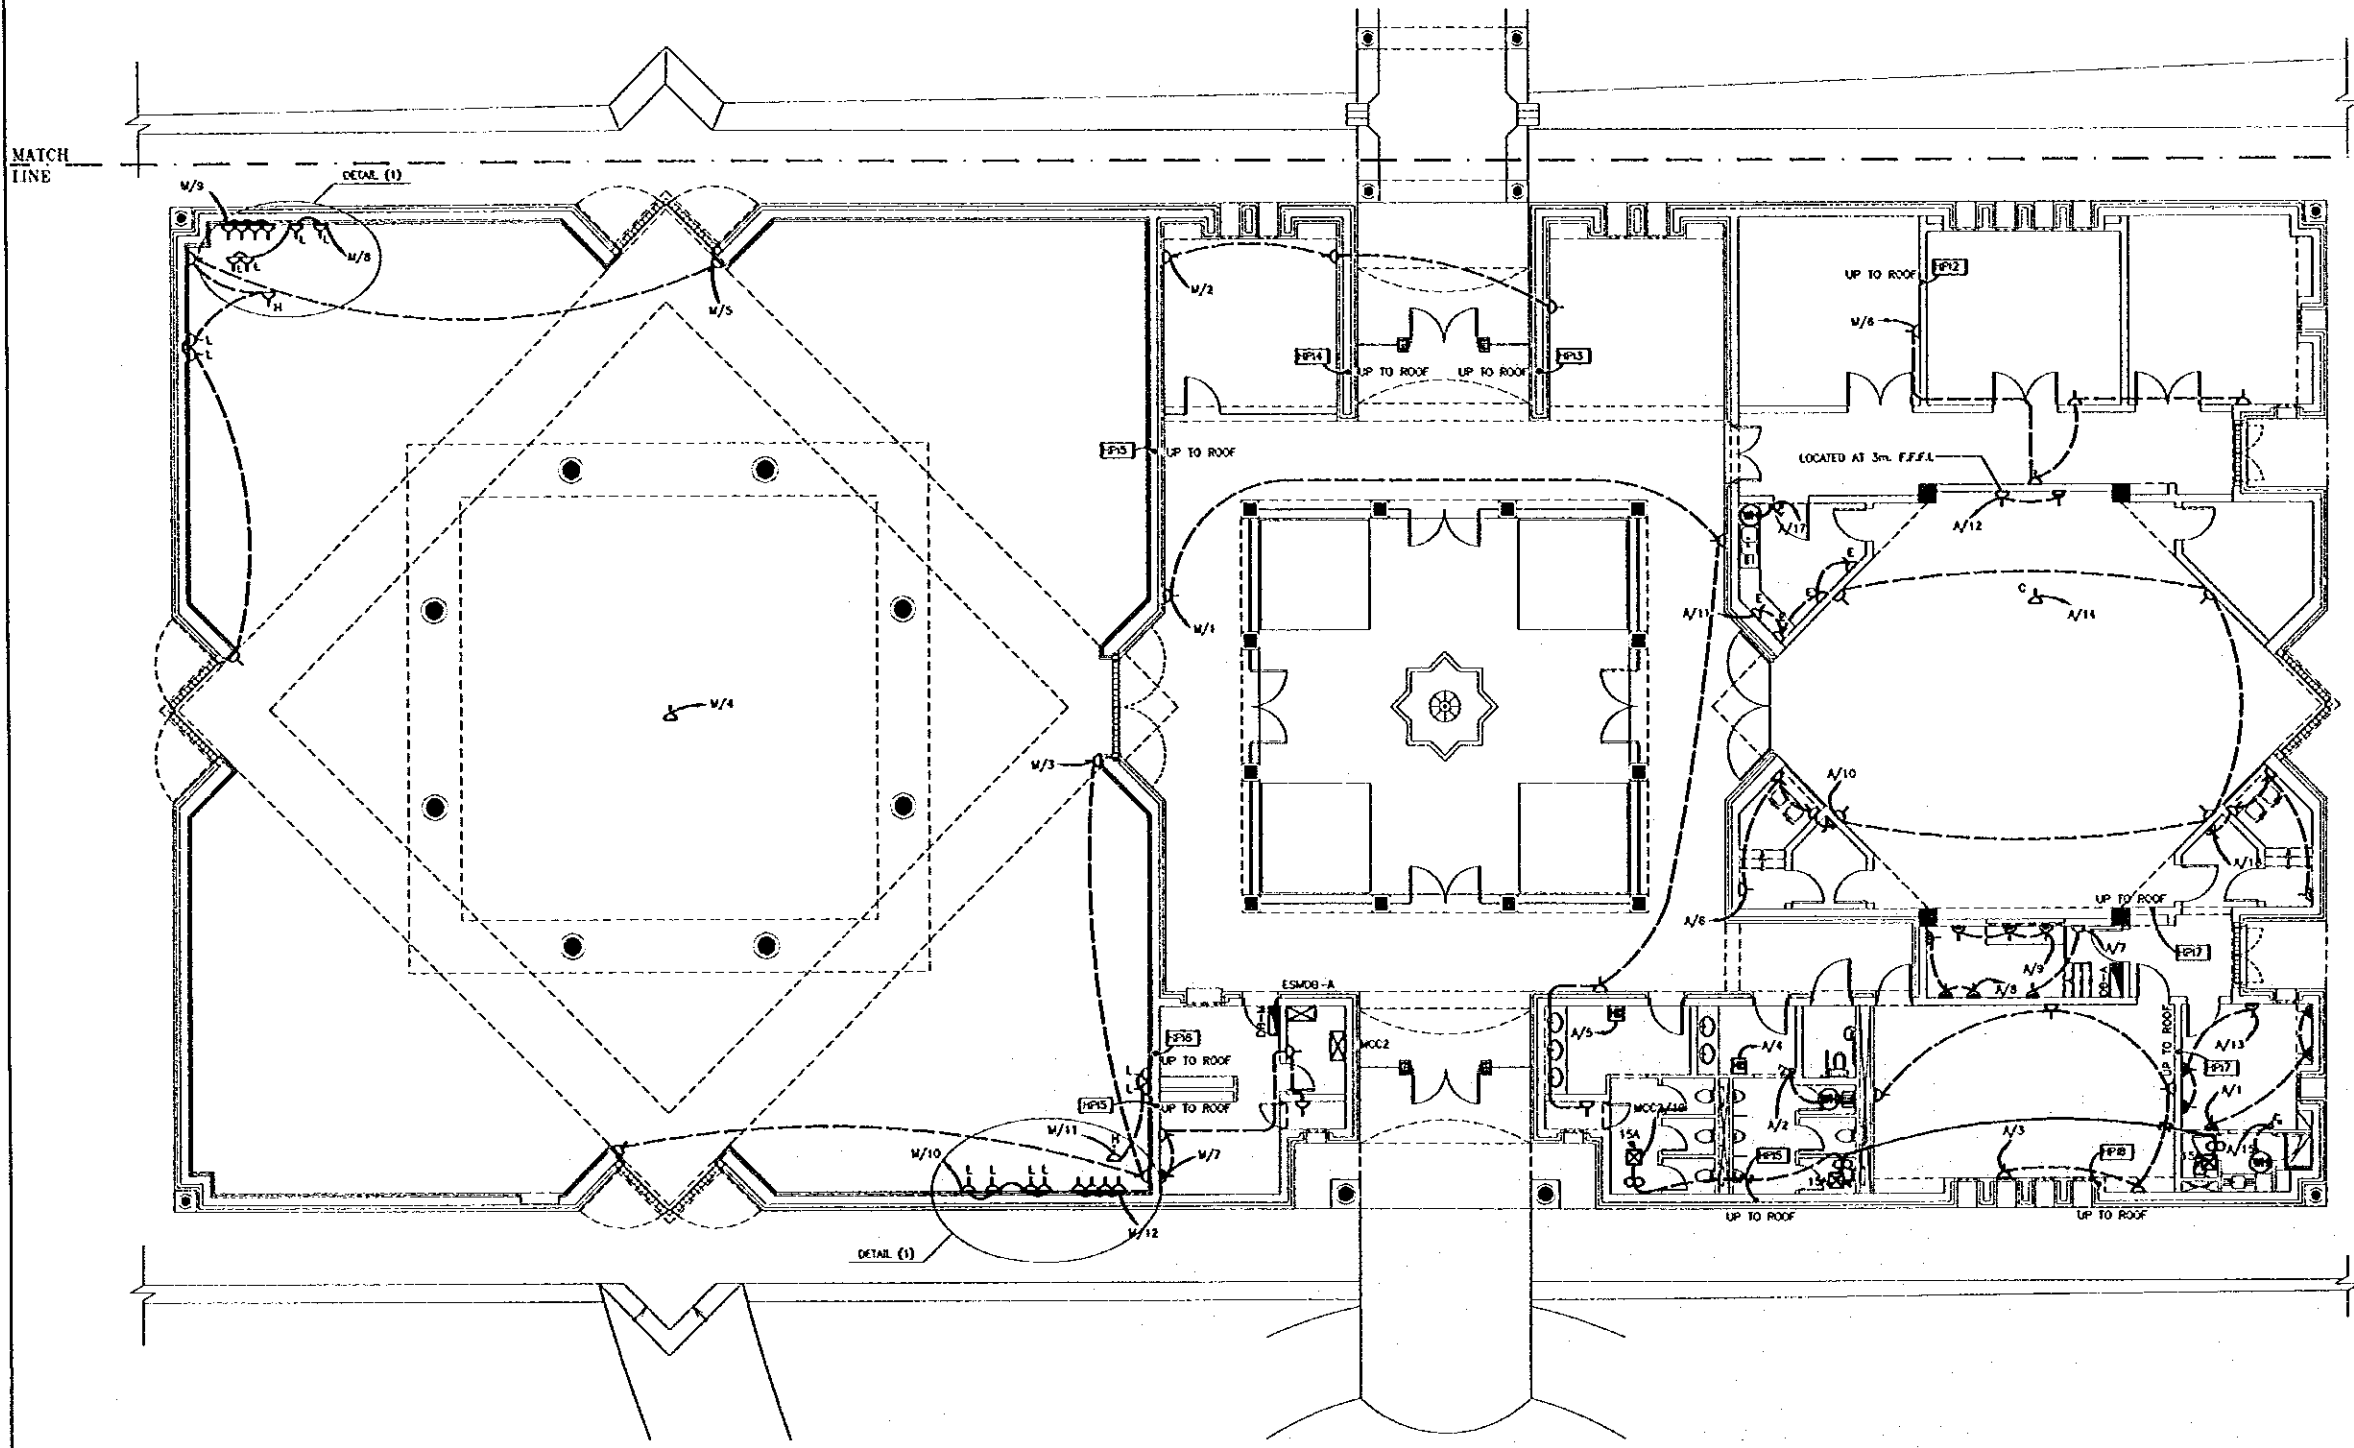 MATCH
LINE
DETAIL (1)
M/9
M/8
L
L
L
L
H
M/5
L
L
M/2
UP TO ROOF
HP12
M/6
HP14
UP TO ROOF
UP TO ROOF
HP13
HP15
UP TO ROOF
LOCATED AT 3m. F.F.F.L
A/12
A/17
E
E
E
A/11
C
A/14
M/1
M/4
M/3
A/10
A/6
UP TO ROOF
HP17
A/7
A/9
A/8
ESMDB-A
MCC2
HP16
UP TO ROOF
L
L
HP15
UP TO ROOF
A/5
A/4
MCC2/10
15A
A/2
HP15
A/3
HP18
UP TO ROOF
HP17
A/13
A/1
M/11
H
M/10
L
L
L
L
M/7
M/12
UP TO ROOF
UP TO ROOF
DETAIL (1)